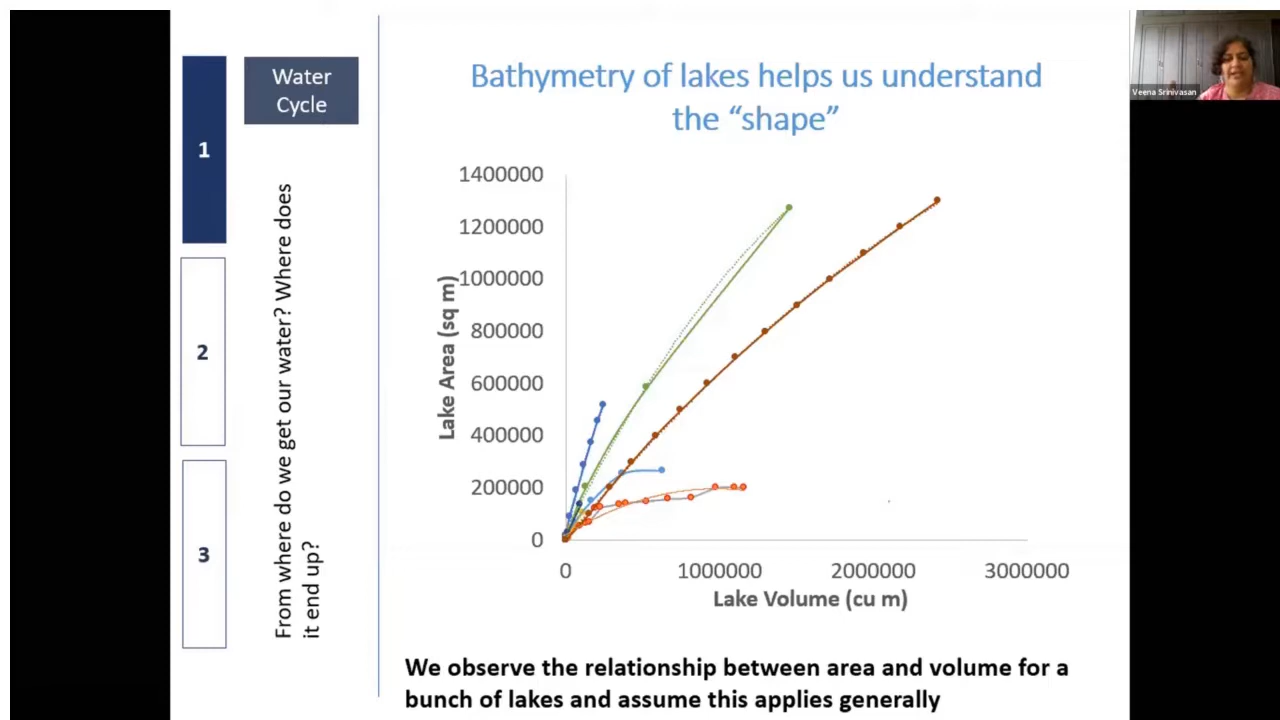 Bathymetry of lakes helps us understand
the “shape”
Water
Cycle
1
2
3
From where do we get our water? Where does
it end up?
Veena Srinivasan
1400000
1200000
1000000
800000
600000
400000
200000
0
Lake Area (sq m)
0
1000000
2000000
3000000
Lake Volume (cu m)
We observe the relationship between area and volume for a
bunch of lakes and assume this applies generally